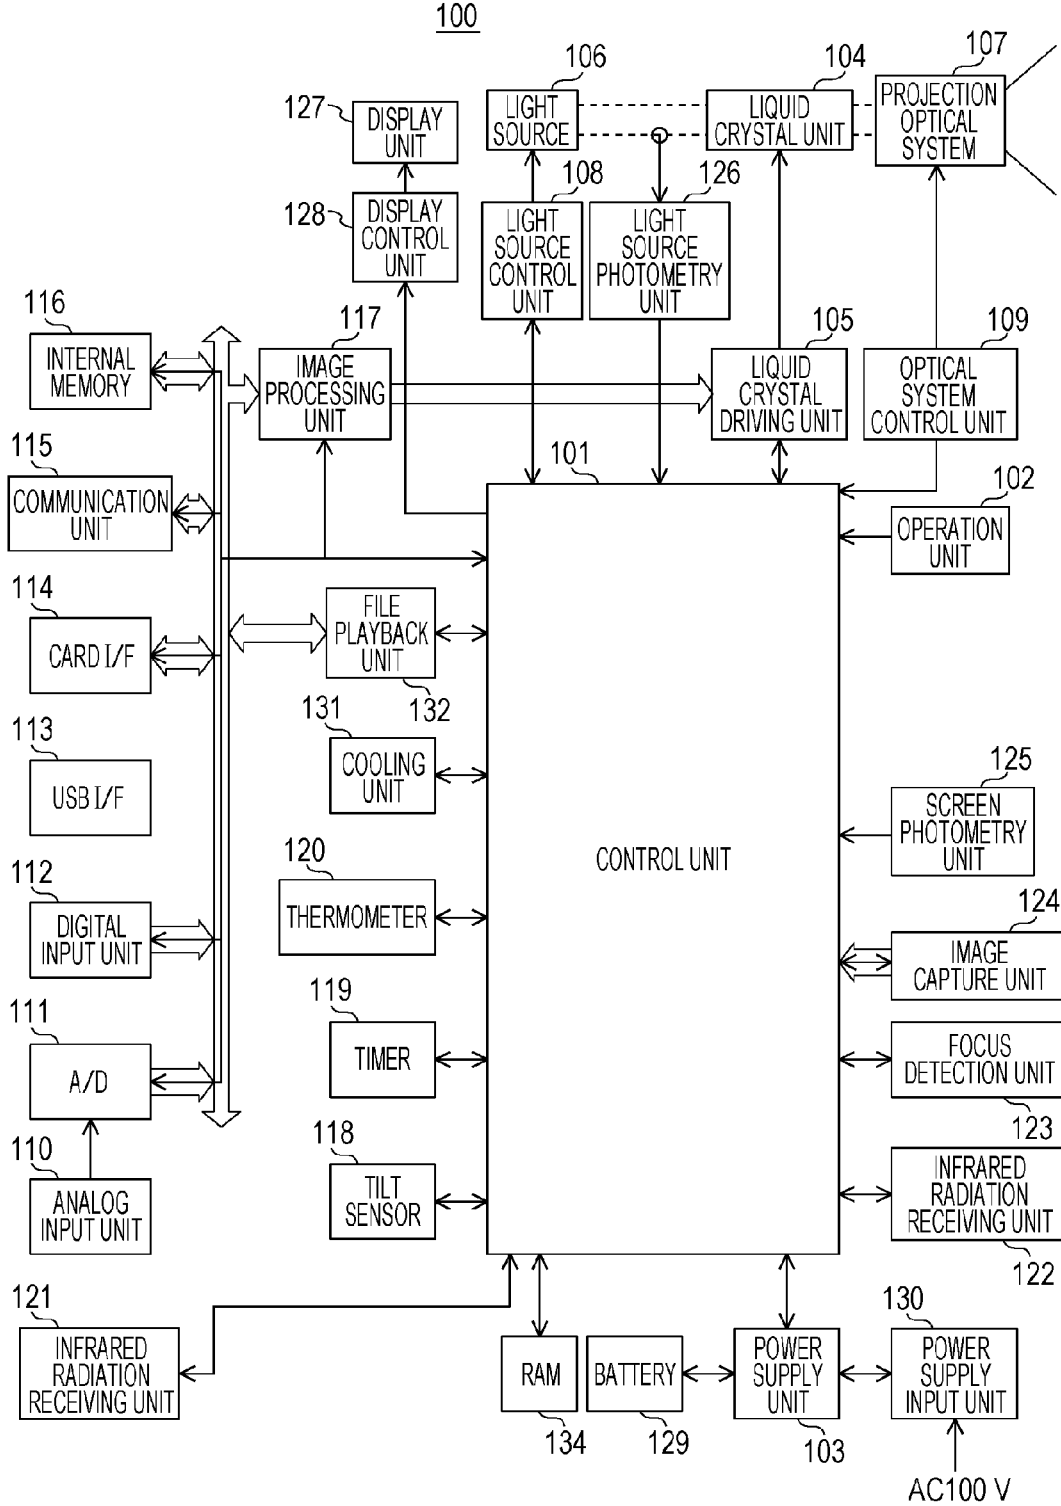 100
106
104
107
127
DISPLAY
UNIT
LIGHT
SOURCE
LIQUID
CRYSTAL UNIT
PROJECTION
OPTICAL
SYSTEM
128
DISPLAY
CONTROL
UNIT
108
LIGHT
SOURCE
CONTROL
UNIT
126
LIGHT
SOURCE
PHOTOMETRY
UNIT
116
INTERNAL
MEMORY
117
IMAGE
PROCESSING
UNIT
105
LIQUID
CRYSTAL
DRIVING UNIT
109
OPTICAL
SYSTEM
CONTROL UNIT
115
COMMUNICATION
UNIT
101
CONTROL UNIT
102
OPERATION
UNIT
114
CARD I/F
FILE
PLAYBACK
UNIT
132
113
USB I/F
131
COOLING
UNIT
125
SCREEN
PHOTOMETRY
UNIT
112
DIGITAL
INPUT UNIT
120
THERMOMETER
124
IMAGE
CAPTURE UNIT
111
A/D
119
TIMER
FOCUS
DETECTION UNIT
123
110
ANALOG
INPUT UNIT
118
TILT
SENSOR
INFRARED
RADIATION
RECEIVING UNIT
122
121
INFRARED
RADIATION
RECEIVING UNIT
RAM
134
BATTERY
129
POWER
SUPPLY
UNIT
103
130
POWER
SUPPLY
INPUT UNIT
AC100 V